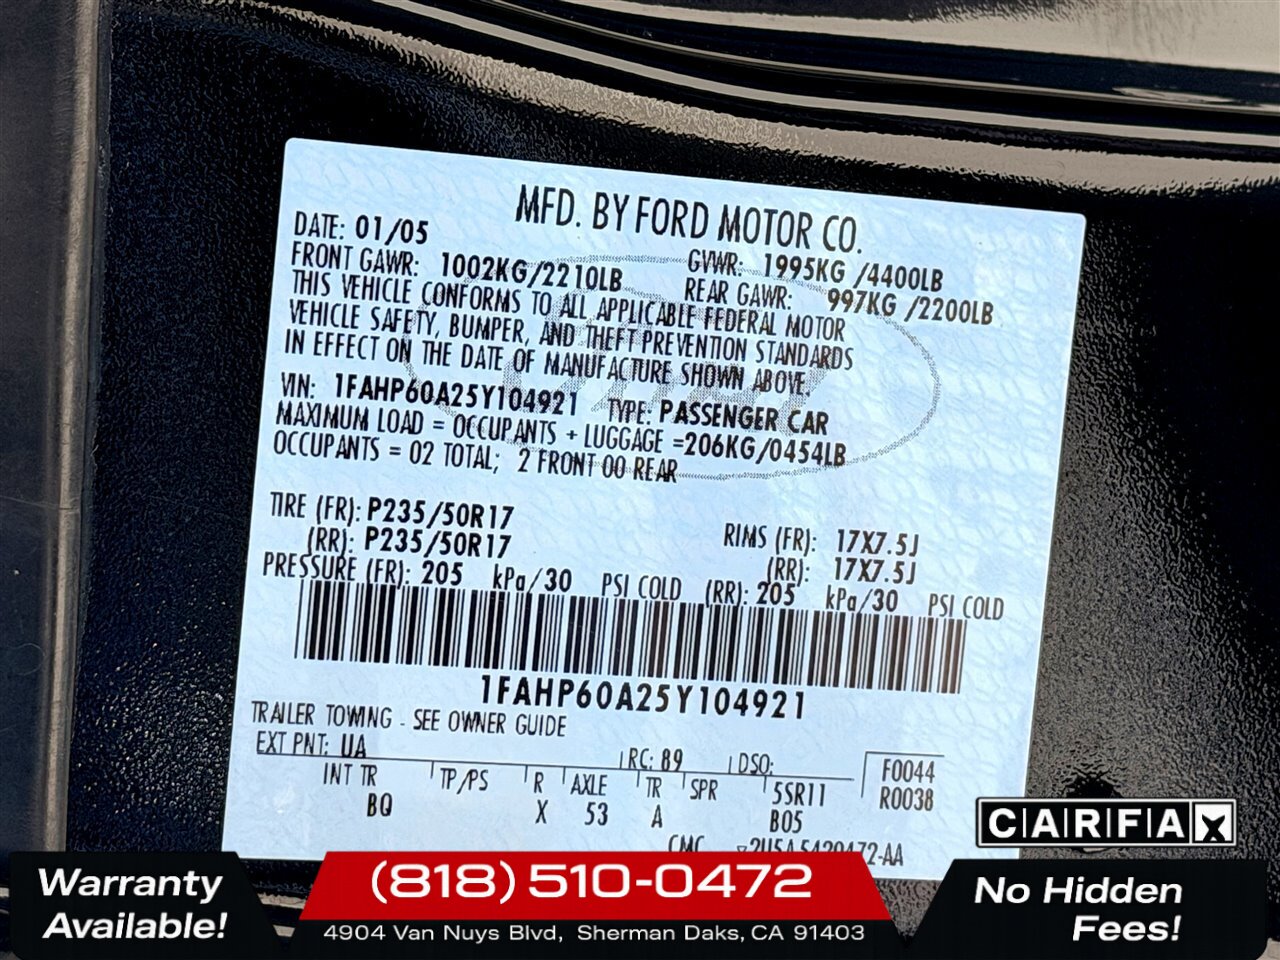 MFD. BY FORD MOTOR CO.
DATE: 01/05
GVWR: 1995KG /4400LB
FRONT GAWR: 1002KG/2210LB
REAR GAWR: 997KG /2200LB
THIS VEHICLE CONFORMS TO ALL APPLICABLE FEDERAL MOTOR
VEHICLE SAFETY, BUMPER, AND THEFT PREVENTION STANDARDS
IN EFFECT ON THE DATE OF MANUFACTURE SHOWN ABOVE.
VIN: 1FAHP60A25Y104921 TYPE: PASSENGER CAR
MAXIMUM LOAD = OCCUPANTS + LUGGAGE =206KG/0454LB
OCCUPANTS = 02 TOTAL; 2 FRONT 00 REAR
TIRE (FR): P235/50R17 RIMS (FR): 17X7.5J
(RR): P235/50R17 (RR): 17X7.5J
PRESSURE (FR): 205 kPa/30 PSI COLD (RR): 205 kPa/30 PSI COLD
1FAHP60A25Y104921
TRAILER TOWING - SEE OWNER GUIDE
EXT PNT: UA RC: 89 DSO: F0044
INT TR TP/PS R AXLE TR SPR 5SR11 R0038
BQ X 53 A B05
CMC 2U5A 5420472-AA
CARFAX
Warranty
Available!
(818) 510-0472
4904 Van Nuys Blvd, Sherman Daks, CA 91403
No Hidden
Fees!